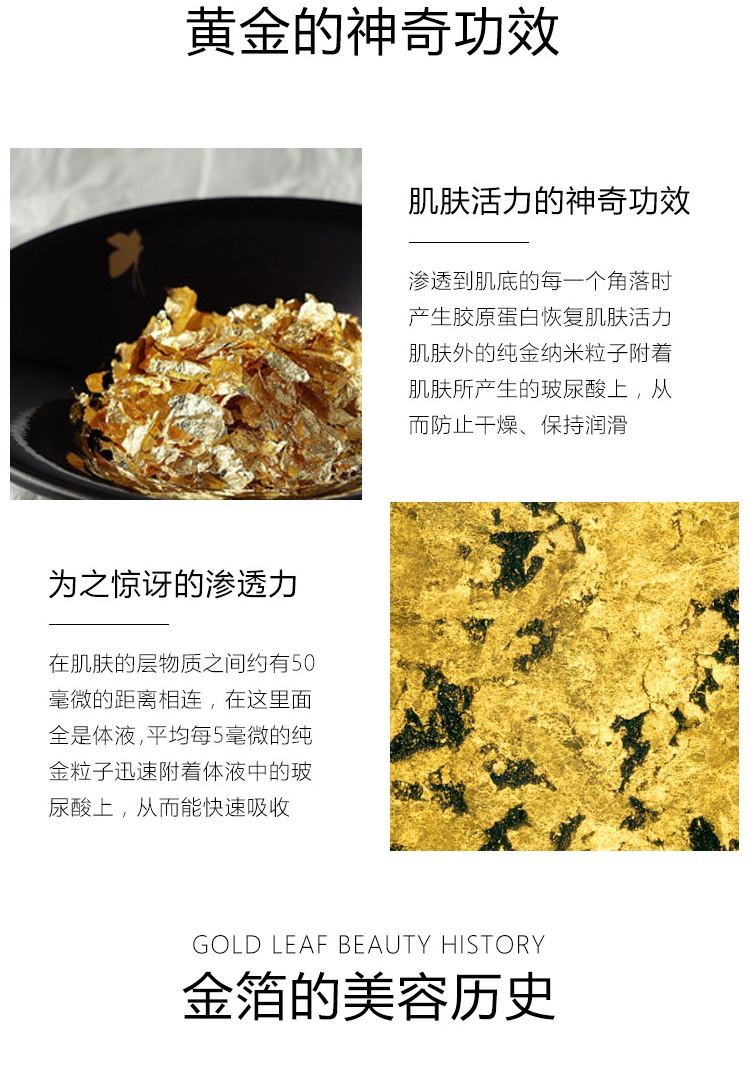 黄金的神奇功效
肌肤活力的神奇功效
渗透到肌底的每一个角落时
产生胶原蛋白恢复肌肤活力
肌肤外的纯金纳米粒子附着
肌肤所产生的玻尿酸上，从
而防止干燥、保持润滑
为之惊讶的渗透力
在肌肤的层物质之间约有50
毫微的距离相连，在这里面
全是体液,平均每5毫微的纯
金粒子迅速附着体液中的玻
尿酸上，从而能快速吸收
GOLD LEAF BEAUTY HISTORY
金箔的美容历史